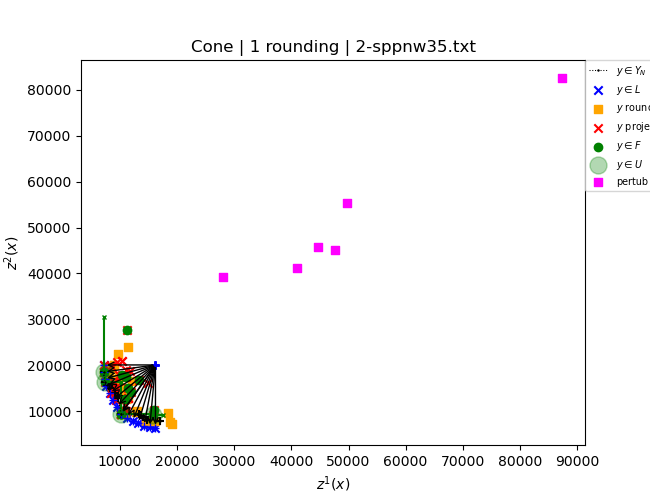 Cone | 1 rounding | 2-sppnw35.txt
80000
70000
60000
50000
40000
30000
20000
10000
z²(x)
10000 20000 30000 40000 50000 60000 70000 80000 90000
z¹(x)
y ∈ Y_N
y ∈ L
y roun
y proje
y ∈ F
y ∈ U
pertub